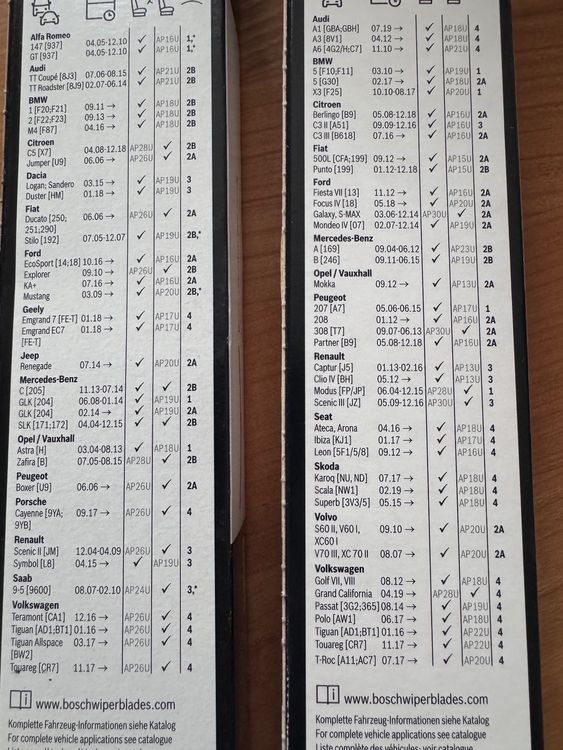 Alfa Romeo
147 [937] 04.05-12.10 ✓ AP16U 1,*
GT [937] 04.05-12.10 ✓ AP16U 1,*
Audi
TT Coupé [8J3] 07.06-08.15 ✓ AP21U 2B
TT Roadster [8J9] 02.07-06.14 ✓ AP21U 2B
BMW
1 [F20;F21] 09.11 → ✓ AP18U 2B
2 [F22;F23] 09.13 → ✓ AP18U 2B
M4 [F87] 04.16 → ✓ AP18U 2B
Citroen
C5 [X7] 04.08-12.18 AP28U ✓ 2B
Jumper [U9] 06.06 → AP26U ✓ 2A
Dacia
Logan; Sandero 03.15 → ✓ AP19U 3
Duster [HM] 01.18 → ✓ AP19U 3
Fiat
Ducato [250; 06.06 → AP26U ✓ 2A
251;290]
Stilo [192] 07.05-12.07 ✓ AP19U 2B,*
Ford
EcoSport [14;18] 10.16 → ✓ AP16U 2A
Explorer 09.10 → AP26U ✓ 2B
KA+ 07.16 → ✓ AP16U 2A
Mustang 03.09 → ✓ AP20U 2B,*
Geely
Emgrand 7 [FE-T] 01.18 → ✓ AP17U 4
Emgrand EC7 01.18 → ✓ AP17U 4
[FE-T]
Jeep
Renegade 07.14 → ✓ AP20U 2A
Mercedes-Benz
C [205] 11.13-07.14 ✓ ✓ 2B
GLK [204] 06.08-01.14 ✓ AP19U 1
GLK [204] 02.14 → ✓ AP19U 2A
SLK [171;172] 04.04-12.15 ✓ ✓ 2B
Opel / Vauxhall
Astra [H] 03.04-08.13 ✓ AP18U 1
Zafira [B] 07.05-08.15 AP28U ✓ 2B
Peugeot
Boxer [U9] 06.06 → AP26U ✓ 2A
Porsche
Cayenne [9YA; 09.17 → AP26U ✓ 4
9YB]
Renault
Scenic II [JM] 12.04-04.09 AP26U ✓ 3
Symbol [L8] 04.15 → ✓ AP19U 3
Saab
9-5 [9600] 08.07-02.10 AP24U ✓ 3,*
Volkswagen
Teramont [CA1] 12.16 → AP26U ✓ 4
Tiguan [AD1;BT1] 01.16 → AP26U ✓ 4
Tiguan Allspace 03.17 → AP26U ✓ 4
[BW2]
Touareg [CR7] 11.17 → AP26U ✓ 4
www.boschwiperblades.com
Komplette Fahrzeug-Informationen siehe Katalog
For complete vehicle applications see catalogue
Audi
A1 [GBA;GBH] 07.19 → ✓ AP18U 4
A3 [8V1] 04.12 → ✓ AP18U 4
A6 [4G2/H;C7] 11.10 → ✓ AP21U 4
BMW
5 [F10;F11] 03.10 → ✓ AP19U 1
5 [G30] 02.17 → ✓ AP19U 2A
X3 [F25] 10.10-08.17 ✓ AP20U 1
Citroen
Berlingo [B9] 05.08-12.18 ✓ AP16U 2A
C3 II [A51] 09.09-12.16 ✓ AP16U 3
C3 III [B618] 07.16 → ✓ AP16U 2A
Fiat
500L [CFA;199] 09.12 → ✓ AP15U 2A
Punto [199] 01.12-12.18 ✓ AP15U 2B
Ford
Fiesta VII [13] 11.12 → ✓ AP16U 2A
Focus IV [18] 05.18 → ✓ AP20U 2A
Galaxy, S-MAX 03.06-12.14 AP30U ✓ 2A
Mondeo IV [07] 02.07-12.14 ✓ AP19U 2A
Mercedes-Benz
A [169] 09.04-06.12 ✓ AP23U 2B
B [246] 09.11-06.15 ✓ AP19U 2B
Opel / Vauxhall
Mokka 09.12 → ✓ AP13U 2A
Peugeot
207 [A7] 05.06-06.15 ✓ AP17U 1
208 01.12 → ✓ AP16U 2A
308 [T7] 09.07-06.13 AP30U ✓ 2A
Partner [B9] 05.08-12.18 ✓ AP16U 2A
Renault
Captur [J5] 01.13-02.16 ✓ AP13U 3
Clio IV [BH] 05.12 → ✓ AP13U 3
Modus [FP/JP] 06.04-12.15 AP28U ✓ 1
Scenic III [JZ] 05.09-12.16 AP30U ✓ 3
Seat
Ateca, Arona 04.16 → ✓ AP18U 4
Ibiza [KJ1] 01.17 → ✓ AP17U 4
Leon [5F1/5/8] 09.12 → ✓ AP16U 4
Skoda
Karoq [NU, ND] 07.17 → ✓ AP18U 4
Scala [NW1] 02.19 → ✓ AP18U 4
Superb [3V3/5] 05.15 → ✓ AP18U 4
Volvo
S60 II, V60 I, 09.10 → ✓ AP20U 2A
XC60 I
V70 III, XC 70 II 08.07 → ✓ AP20U 2A
Volkswagen
Golf VII, VIII 08.12 → ✓ AP18U 4
Grand California 04.19 → AP28U ✓ 4
Passat [3G2;365] 08.14 → ✓ AP19U 4
Polo [AW1] 06.17 → ✓ AP18U 4
Tiguan [AD1;BT1] 01.16 → ✓ AP22U 4
Touareg [CR7] 11.17 → ✓ AP22U 4
T-Roc [A11;AC7] 07.17 → ✓ AP20U 4
www.boschwiperblades.com
Komplette Fahrzeug-Informationen siehe Katalog
For complete vehicle applications see catalogue
Liste complète des véhicules: voir catalogue